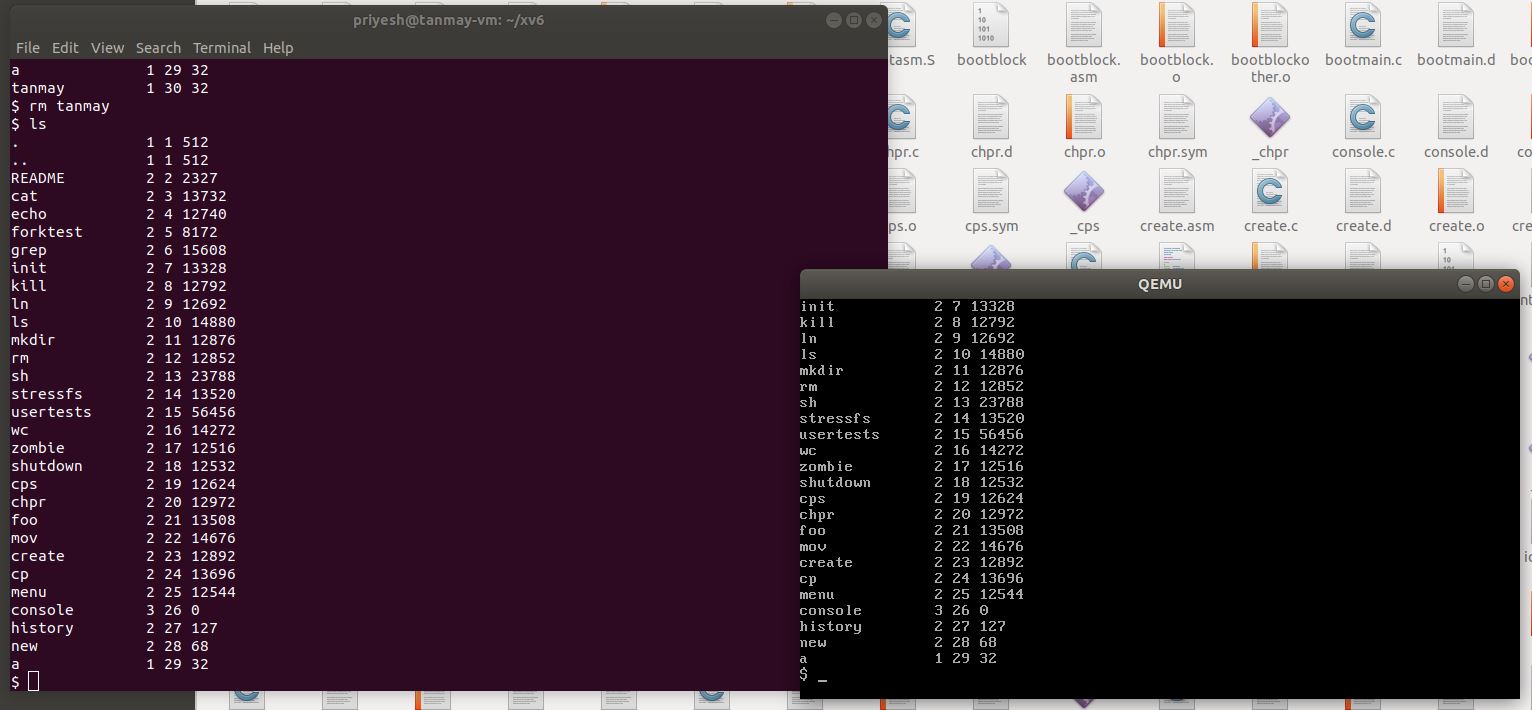 priyesh@tanmay-vm: ~/xv6
File Edit View Search Terminal Help
a 1 29 32
tanmay 1 30 32
$ rm tanmay
$ ls
. 1 1 512
.. 1 1 512
README 2 2 2327
cat 2 3 13732
echo 2 4 12740
forktest 2 5 8172
grep 2 6 15608
init 2 7 13328
kill 2 8 12792
ln 2 9 12692
ls 2 10 14880
mkdir 2 11 12876
rm 2 12 12852
sh 2 13 23788
stressfs 2 14 13520
usertests 2 15 56456
wc 2 16 14272
zombie 2 17 12516
shutdown 2 18 12532
cps 2 19 12624
chpr 2 20 12972
foo 2 21 13508
mov 2 22 14676
create 2 23 12892
cp 2 24 13696
menu 2 25 12544
console 3 26 0
history 2 27 127
new 2 28 68
a 1 29 32
$
tasm.S bootblock bootblock. bootblock. bootblocko bootmain.c bootmain.d
asm o ther.o
hpr.c chpr.d chpr.o chpr.sym _chpr console.c console.d
ps.o cps.sym _cps create.asm create.c create.d create.o
QEMU
init 2 7 13328
kill 2 8 12792
ln 2 9 12692
ls 2 10 14880
mkdir 2 11 12876
rm 2 12 12852
sh 2 13 23788
stressfs 2 14 13520
usertests 2 15 56456
wc 2 16 14272
zombie 2 17 12516
shutdown 2 18 12532
cps 2 19 12624
chpr 2 20 12972
foo 2 21 13508
mov 2 22 14676
create 2 23 12892
cp 2 24 13696
menu 2 25 12544
console 3 26 0
history 2 27 127
new 2 28 68
a 1 29 32
$ _